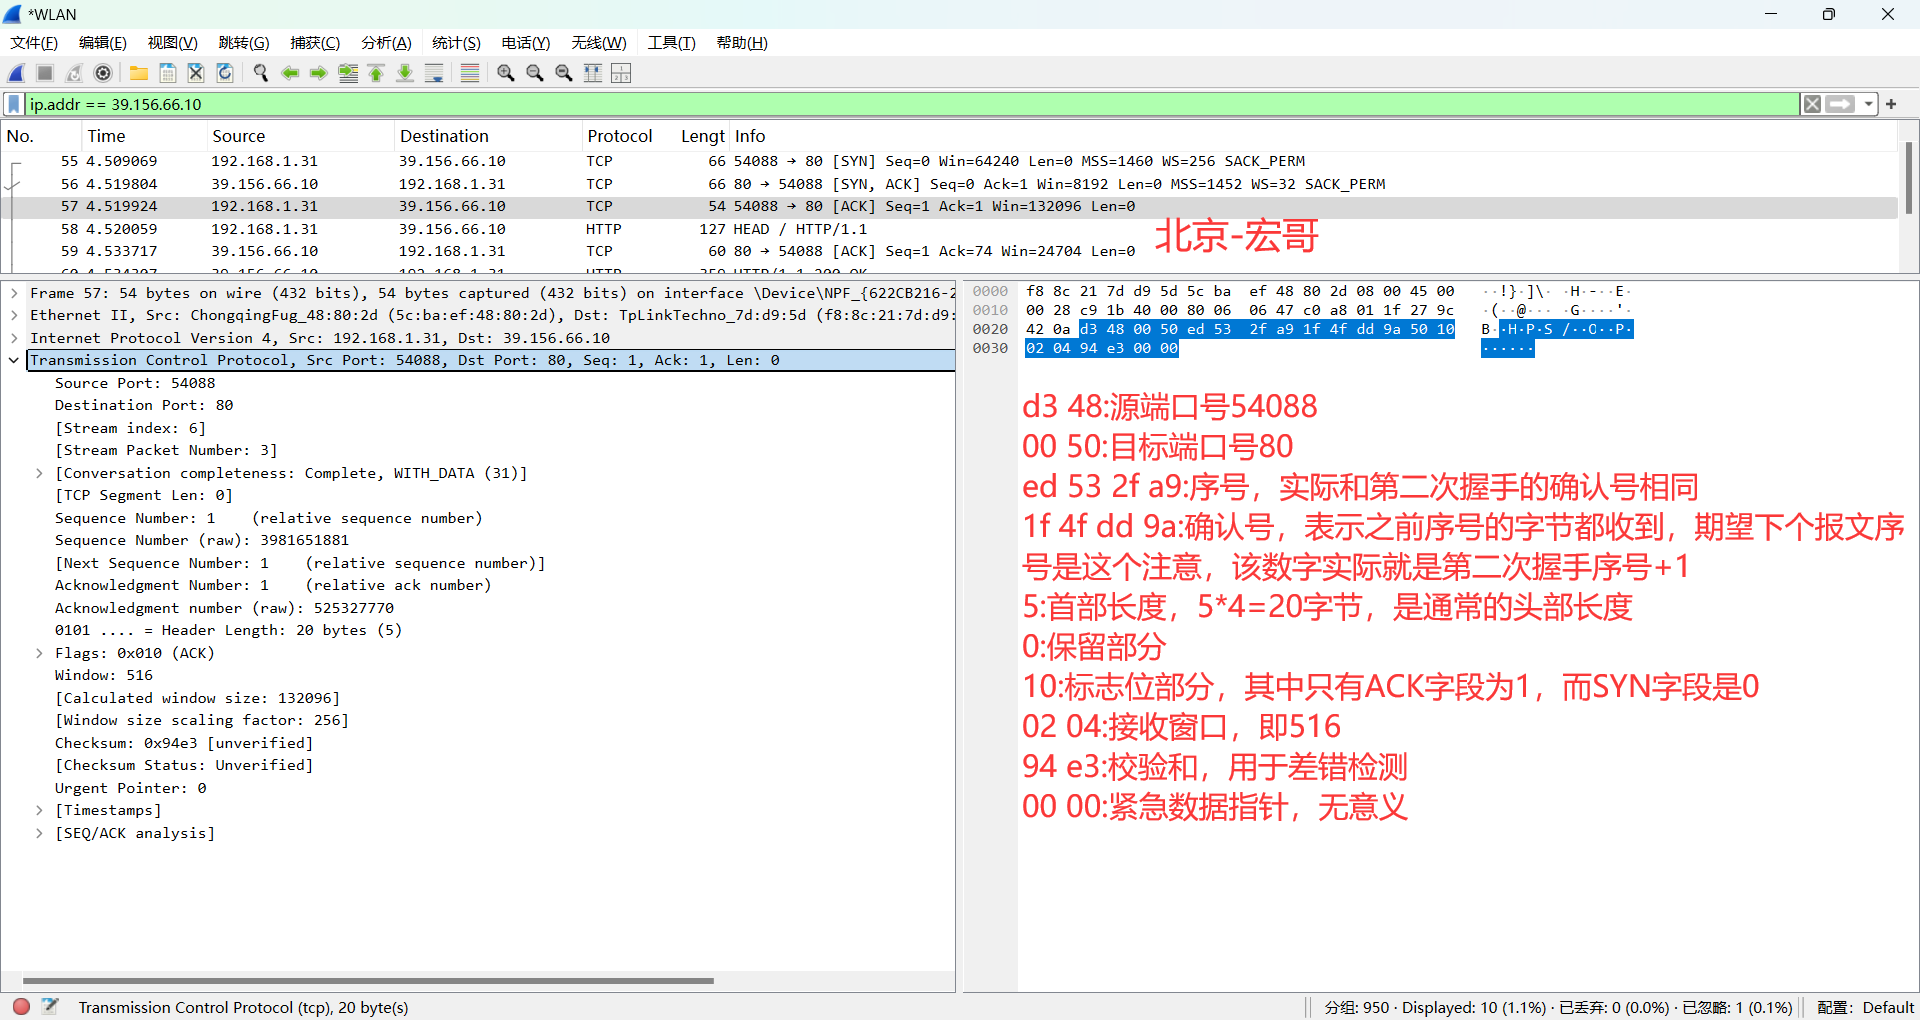 *WLAN
文件(F) 编辑(E) 视图(V) 跳转(G) 捕获(C) 分析(A) 统计(S) 电话(Y) 无线(W) 工具(T) 帮助(H)
ip.addr == 39.156.66.10
No. Time Source Destination Protocol Lengt Info
55 4.509069 192.168.1.31 39.156.66.10 TCP 66 54088 → 80 [SYN] Seq=0 Win=64240 Len=0 MSS=1460 WS=256 SACK_PERM
56 4.519804 39.156.66.10 192.168.1.31 TCP 66 80 → 54088 [SYN, ACK] Seq=0 Ack=1 Win=8192 Len=0 MSS=1452 WS=32 SACK_PERM
57 4.519924 192.168.1.31 39.156.66.10 TCP 54 54088 → 80 [ACK] Seq=1 Ack=1 Win=132096 Len=0
58 4.520059 192.168.1.31 39.156.66.10 HTTP 127 HEAD / HTTP/1.1
59 4.533717 39.156.66.10 192.168.1.31 TCP 60 80 → 54088 [ACK] Seq=1 Ack=74 Win=24704 Len=0
北京-宏哥
Frame 57: 54 bytes on wire (432 bits), 54 bytes captured (432 bits) on interface \Device\NPF_{622CB216-2
Ethernet II, Src: ChongqingFug_48:80:2d (5c:ba:ef:48:80:2d), Dst: TpLinkTechno_7d:d9:5d (f8:8c:21:7d:d9:
Internet Protocol Version 4, Src: 192.168.1.31, Dst: 39.156.66.10
Transmission Control Protocol, Src Port: 54088, Dst Port: 80, Seq: 1, Ack: 1, Len: 0
Source Port: 54088
Destination Port: 80
[Stream index: 6]
[Stream Packet Number: 3]
[Conversation completeness: Complete, WITH_DATA (31)]
[TCP Segment Len: 0]
Sequence Number: 1 (relative sequence number)
Sequence Number (raw): 3981651881
[Next Sequence Number: 1 (relative sequence number)]
Acknowledgment Number: 1 (relative ack number)
Acknowledgment number (raw): 525327770
0101 .... = Header Length: 20 bytes (5)
Flags: 0x010 (ACK)
Window: 516
[Calculated window size: 132096]
[Window size scaling factor: 256]
Checksum: 0x94e3 [unverified]
[Checksum Status: Unverified]
Urgent Pointer: 0
[Timestamps]
[SEQ/ACK analysis]
0000 f8 8c 21 7d d9 5d 5c ba ef 48 80 2d 08 00 45 00 ··!}·]\· ·H·-··E·
0010 00 28 c9 1b 40 00 80 06 06 47 c0 a8 01 1f 27 9c ·(··@··· ·G····'·
0020 42 0a d3 48 00 50 ed 53 2f a9 1f 4f dd 9a 50 10 B··H·P·S /··O··P·
0030 02 04 94 e3 00 00 ······
d3 48:源端口号54088
00 50:目标端口号80
ed 53 2f a9:序号，实际和第二次握手的确认号相同
1f 4f dd 9a:确认号，表示之前序号的字节都收到，期望下个报文序
号是这个注意，该数字实际就是第二次握手序号+1
5:首部长度，5*4=20字节，是通常的头部长度
0:保留部分
10:标志位部分，其中只有ACK字段为1，而SYN字段是0
02 04:接收窗口，即516
94 e3:校验和，用于差错检测
00 00:紧急数据指针，无意义
Transmission Control Protocol (tcp), 20 byte(s)
分组: 950 · Displayed: 10 (1.1%) · 已丢弃: 0 (0.0%) · 已忽略: 1 (0.1%)
配置: Default